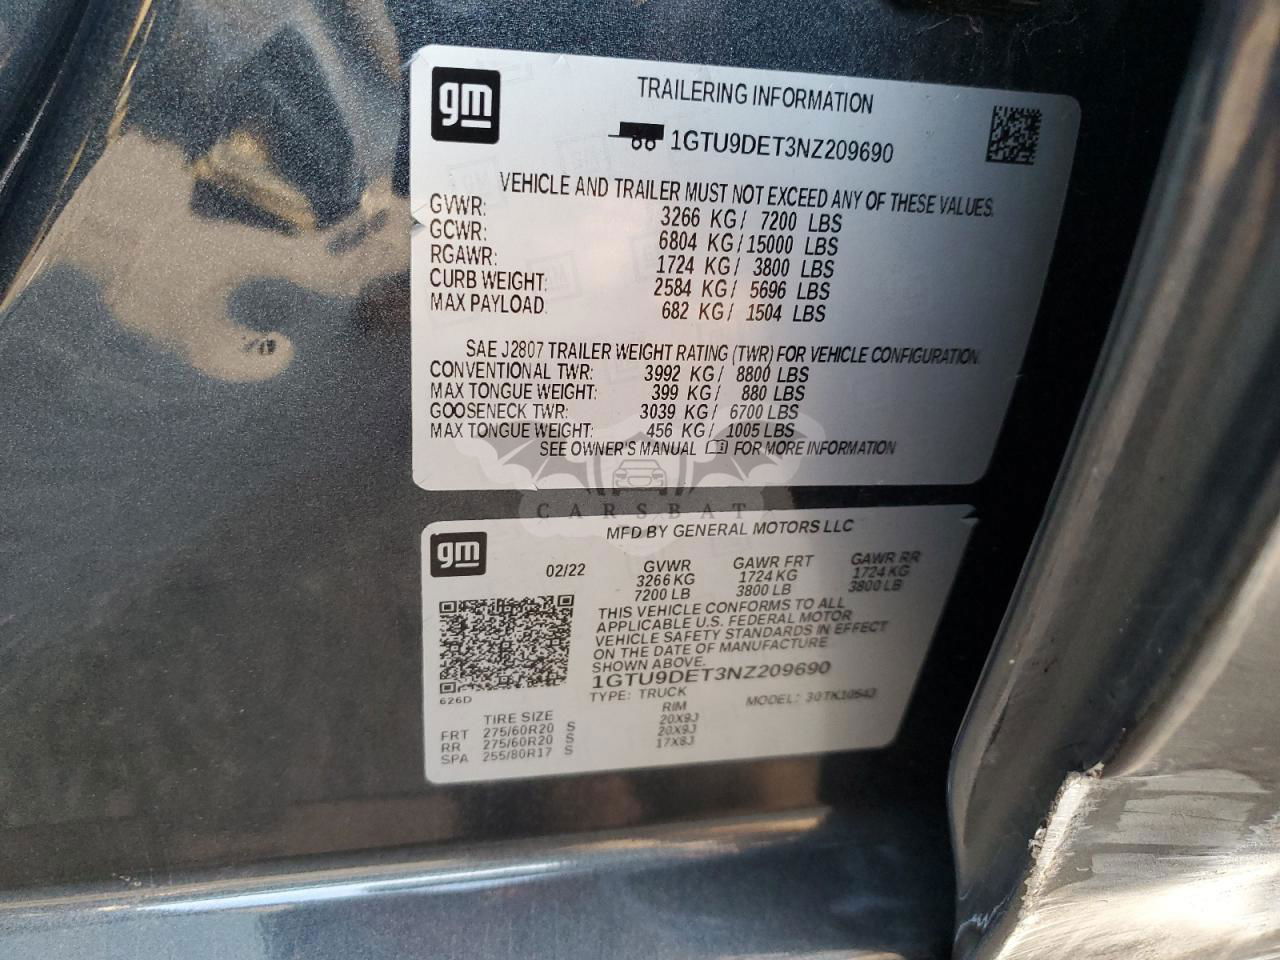 gm
TRAILERING INFORMATION
1GTU9DET3NZ209690
VEHICLE AND TRAILER MUST NOT EXCEED ANY OF THESE VALUES.
GVWR: 3266 KG/ 7200 LBS
GCWR: 6804 KG/15000 LBS
RGAWR: 1724 KG/ 3800 LBS
CURB WEIGHT: 2584 KG/ 5696 LBS
MAX PAYLOAD: 682 KG/ 1504 LBS
SAE J2807 TRAILER WEIGHT RATING (TWR) FOR VEHICLE CONFIGURATION.
CONVENTIONAL TWR: 3992 KG/ 8800 LBS
MAX TONGUE WEIGHT: 399 KG/ 880 LBS
GOOSENECK TWR: 3039 KG/ 6700 LBS
MAX TONGUE WEIGHT: 456 KG/ 1005 LBS
SEE OWNER'S MANUAL FOR MORE INFORMATION
CARSBAT
gm
MFD BY GENERAL MOTORS LLC
02/22 GVWR GAWR FRT GAWR RR
3266 KG 1724 KG 1724 KG
7200 LB 3800 LB 3800 LB
THIS VEHICLE CONFORMS TO ALL
APPLICABLE U.S. FEDERAL MOTOR
VEHICLE SAFETY STANDARDS IN EFFECT
ON THE DATE OF MANUFACTURE
SHOWN ABOVE.
1GTU9DET3NZ209690
626D
TYPE: TRUCK MODEL: 30TK10543
TIRE SIZE RIM
FRT 275/60R20 S 20X9J
RR 275/60R20 S 20X9J
SPA 255/80R17 S 17X8J